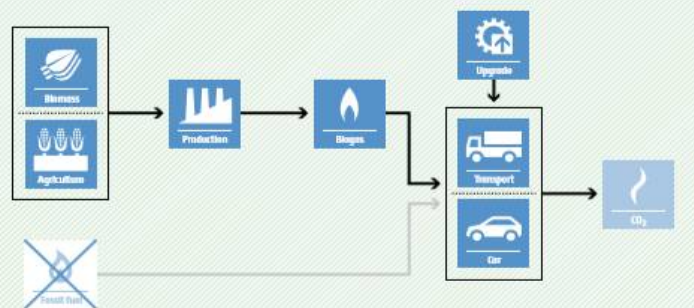 Biomass
Agriculture
Production
Biogas
Upgrade
Transport
Car
CO₂
Fossil fuel